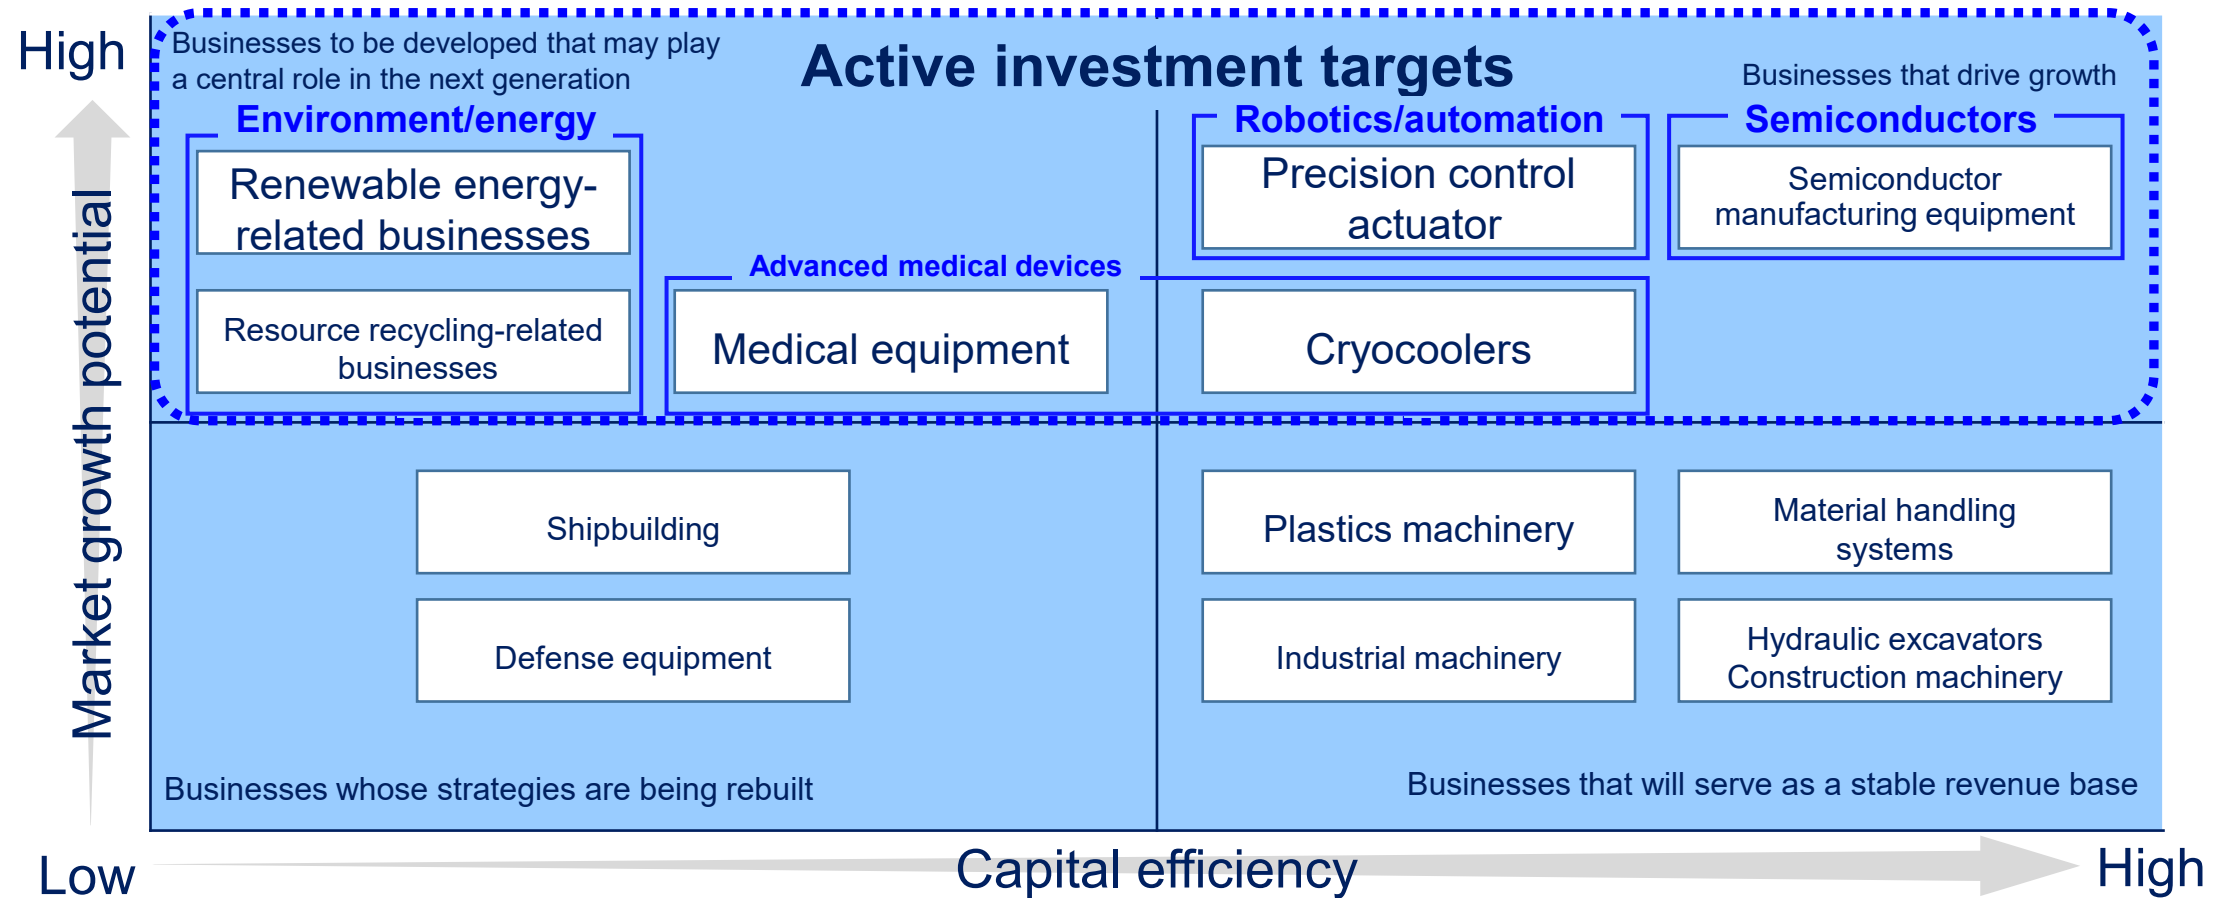 High
Businesses to be developed that may play
a central role in the next generation
Active investment targets
Businesses that drive growth
Environment/energy
Robotics/automation
Semiconductors
Renewable energy-
related businesses
Precision control
actuator
Semiconductor
manufacturing equipment
Advanced medical devices
Resource recycling-related
businesses
Medical equipment
Cryocoolers
Market growth potential
Shipbuilding
Plastics machinery
Material handling
systems
Defense equipment
Industrial machinery
Hydraulic excavators
Construction machinery
Businesses whose strategies are being rebuilt
Businesses that will serve as a stable revenue base
Low
Capital efficiency
High